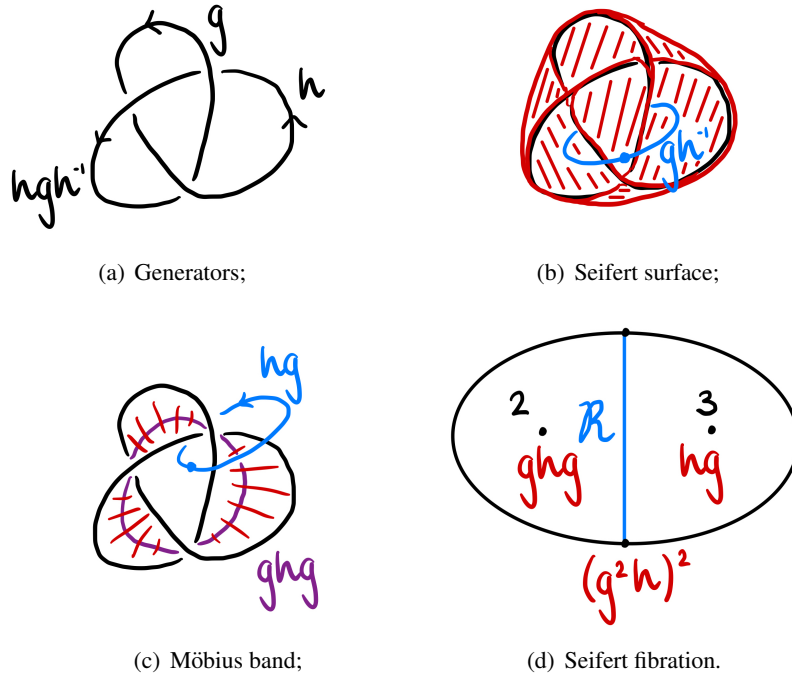 g
h
hgh⁻¹
gh⁻¹
(a) Generators;
(b) Seifert surface;
hg
ghg
2
3
R
ghg
hg
(g²h)²
(c) Möbius band;
(d) Seifert fibration.